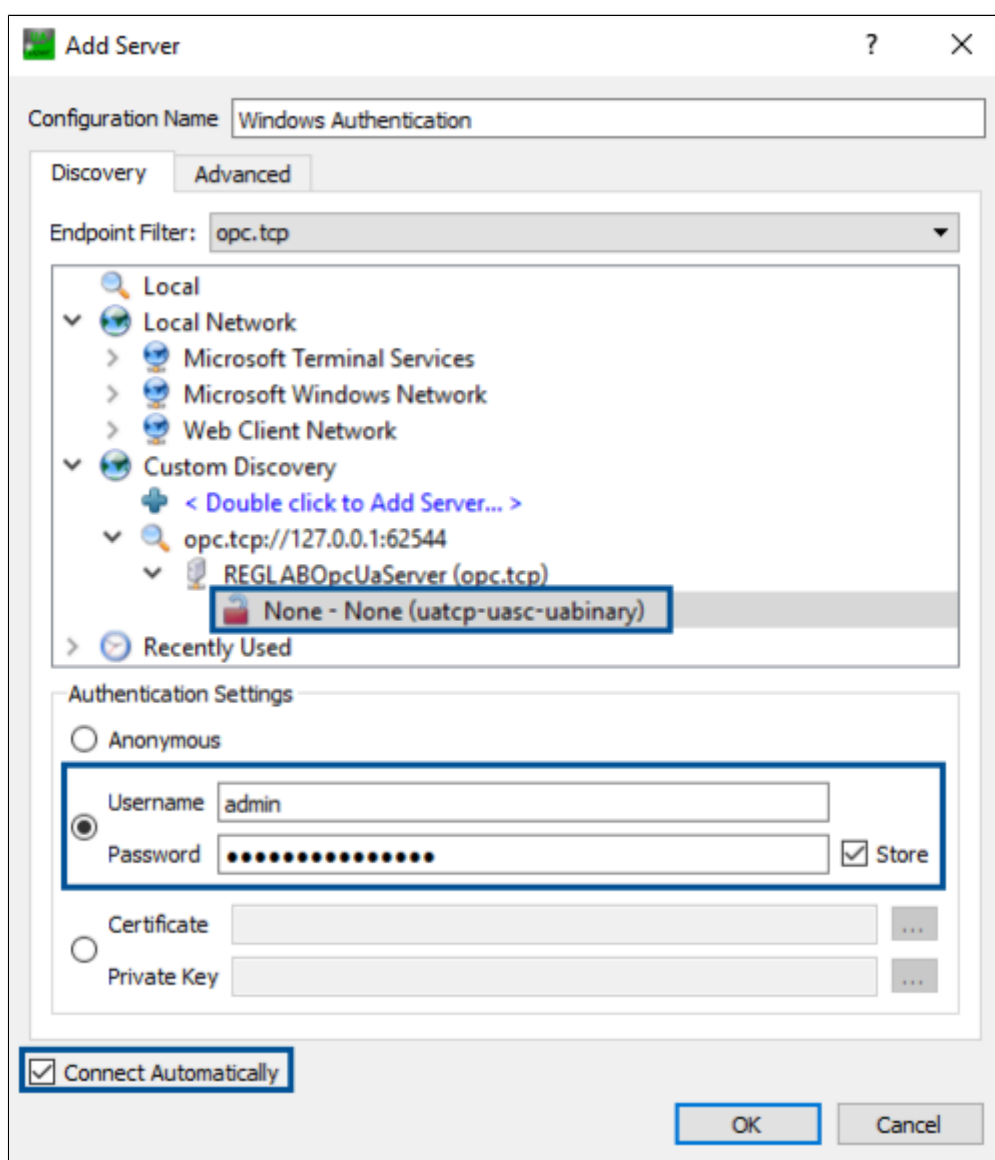 Add Server
?
Configuration Name Windows Authentication
Discovery Advanced
Endpoint Filter: opc.tcp
Local
Local Network
Microsoft Terminal Services
Microsoft Windows Network
Web Client Network
Custom Discovery
< Double click to Add Server... >
opc.tcp://127.0.0.1:62544
REGLABOpcUaServer (opc.tcp)
None - None (uatcp-uasc-uabinary)
Recently Used
Authentication Settings
Anonymous
Username admin
Password ●●●●●●●●●●●●●●● Store
Certificate ...
Private Key ...
Connect Automatically
OK Cancel